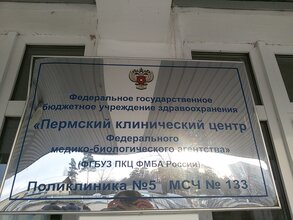 Федеральное государственное
бюджетное учреждение здравоохранения
«Пермский клинический центр
Федерального
медико-биологического агентства»
(ФГБУЗ ПКЦ ФМБА России)
Поликлиника №5 МСЧ № 133